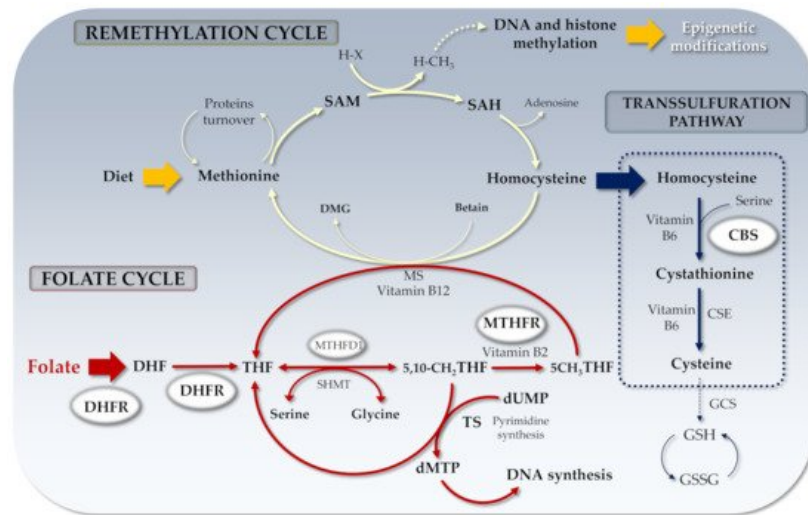 REMETHYLATION CYCLE
DNA and histone
methylation
Epigenetic
modifications
H-X
H-CH₃
SAM
SAH
Adenosine
Proteins
turnover
Diet
Methionine
Homocysteine
DMG
Betain
MS
Vitamin B12
TRANSSULFURATION
PATHWAY
Homocysteine
Serine
Vitamin
B6
CBS
Cystathionine
Vitamin
B6
CSE
Cysteine
GCS
GSH
GSSG
FOLATE CYCLE
Folate
DHFR
DHF
DHFR
THF
MTHFD1
SHMT
Serine
Glycine
5,10-CH₂THF
MTHFR
Vitamin B2
5CH₃THF
dUMP
TS
Pyrimidine
synthesis
dMTP
DNA synthesis